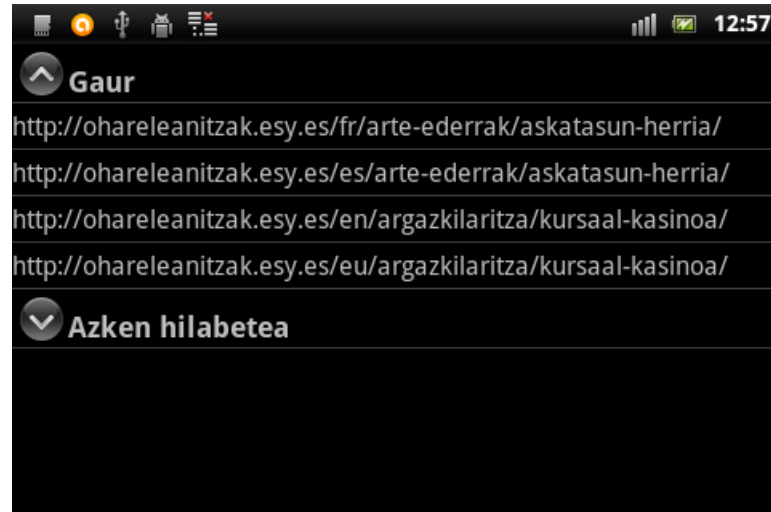 12:57
Gaur
http://ohareleanitzak.esy.es/fr/arte-ederrak/askatasun-herria/
http://ohareleanitzak.esy.es/es/arte-ederrak/askatasun-herria/
http://ohareleanitzak.esy.es/en/argazkilaritza/kursaal-kasinoa/
http://ohareleanitzak.esy.es/eu/argazkilaritza/kursaal-kasinoa/
Azken hilabetea